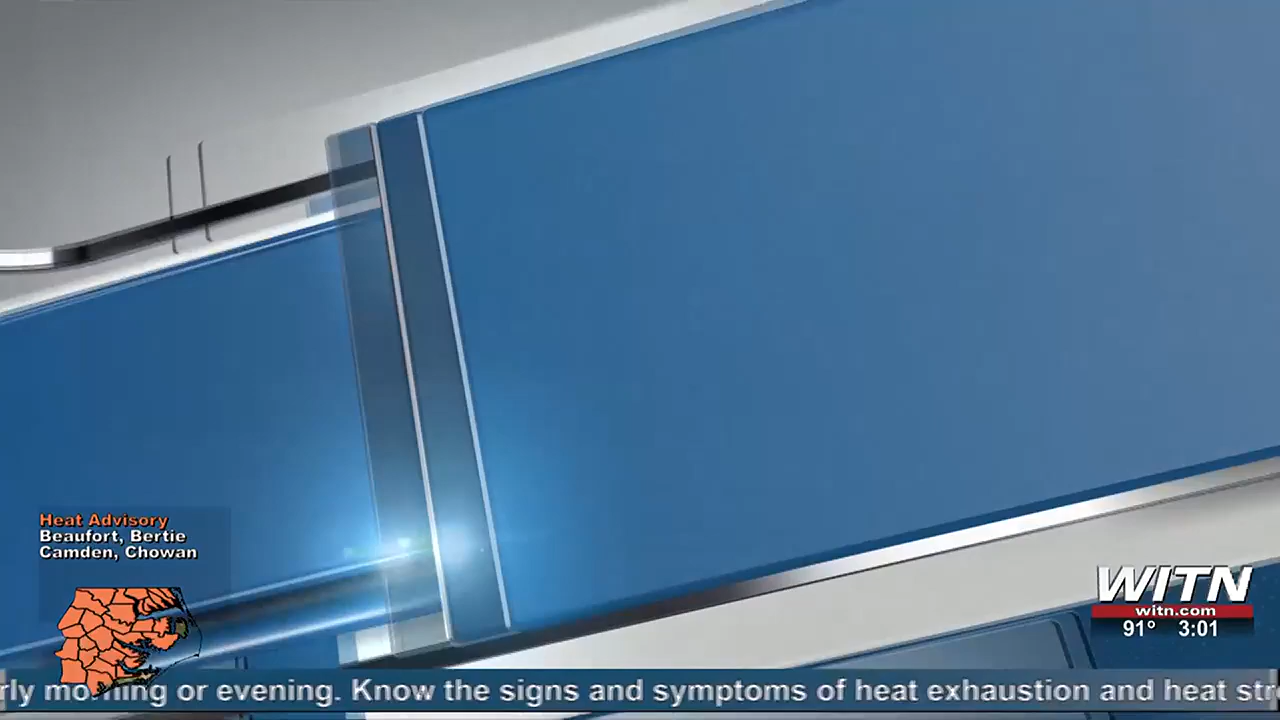 Heat Advisory
Beaufort, Bertie
Camden, Chowan
WITN
witn.com
91° 3:01
rly morning or evening. Know the signs and symptoms of heat exhaustion and heat str